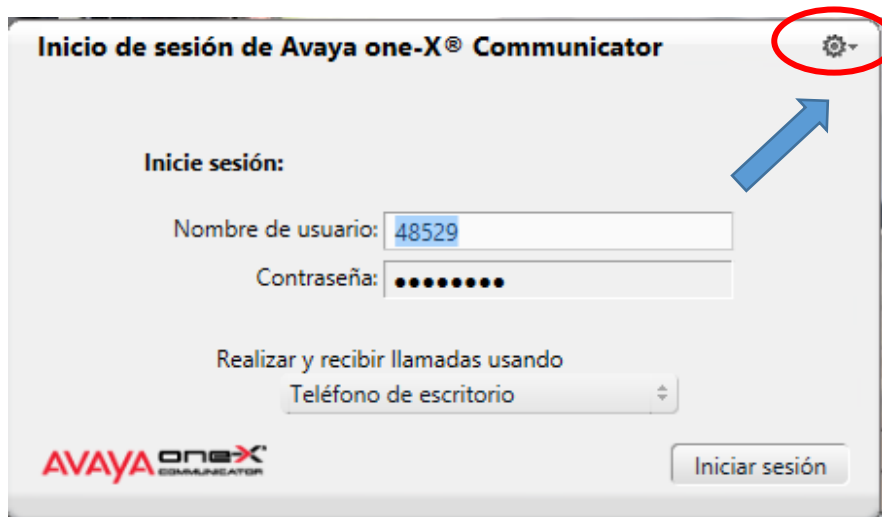 Inicio de sesión de Avaya one-X® Communicator
Inicie sesión:
Nombre de usuario: 48529
Contraseña: ●●●●●●●●
Realizar y recibir llamadas usando
Teléfono de escritorio
AVAYA one-X COMMUNICATOR
Iniciar sesión